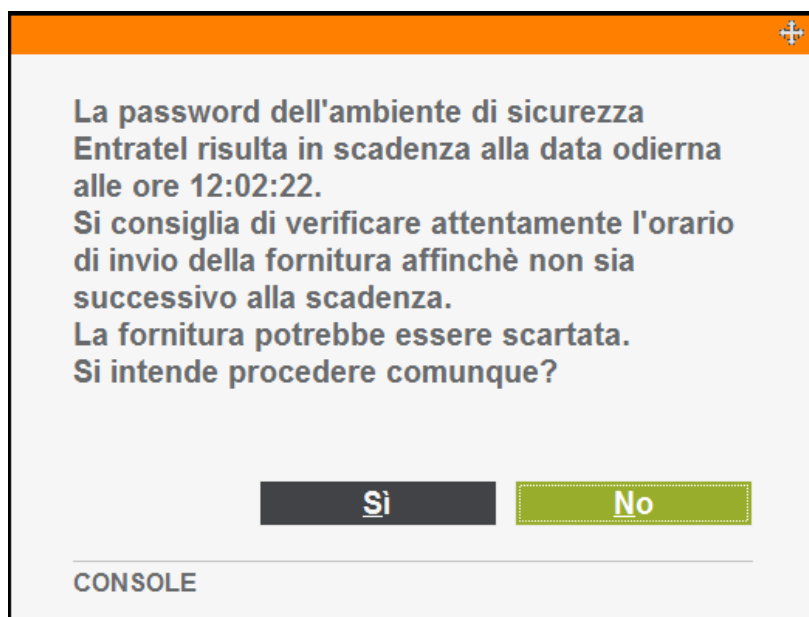 La password dell'ambiente di sicurezza
Entratel risulta in scadenza alla data odierna
alle ore 12:02:22.
Si consiglia di verificare attentamente l'orario
di invio della fornitura affinchè non sia
successivo alla scadenza.
La fornitura potrebbe essere scartata.
Si intende procedere comunque?
Sì
No
CONSOLE